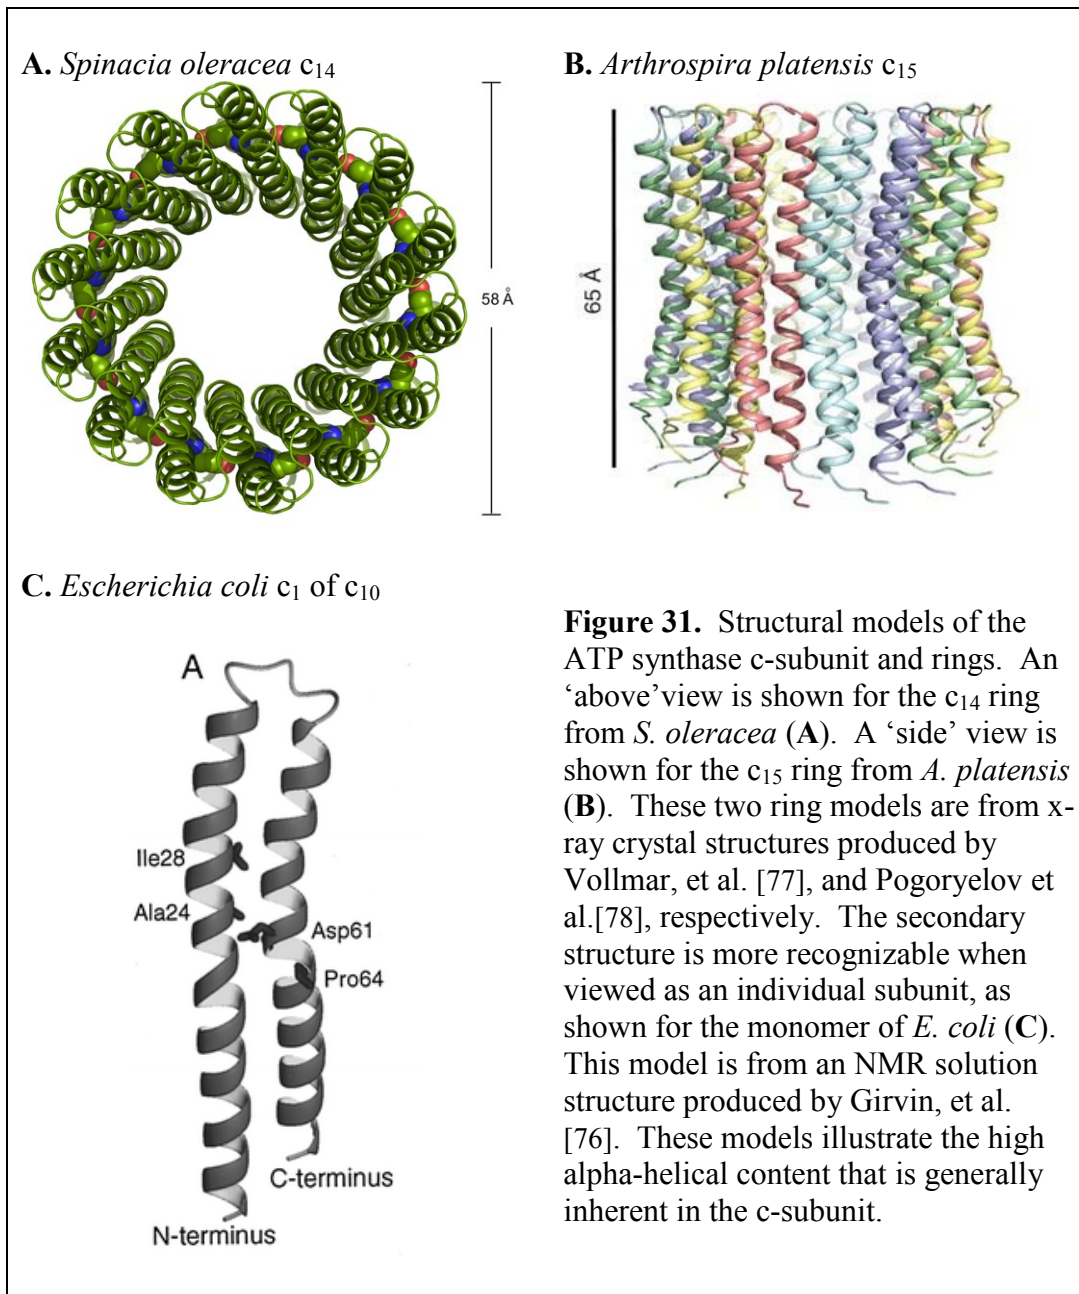 A. Spinacia oleracea c14
58 Å
B. Arthrospira platensis c15
65 Å
C. Escherichia coli c1 of c10
A
Ile28
Ala24
Asp61
Pro64
C-terminus
N-terminus
Figure 31. Structural models of the
ATP synthase c-subunit and rings. An
‘above’view is shown for the c14 ring
from S. oleracea (A). A ‘side’ view is
shown for the c15 ring from A. platensis
(B). These two ring models are from x-
ray crystal structures produced by
Vollmar, et al. [77], and Pogoryelov et
al.[78], respectively. The secondary
structure is more recognizable when
viewed as an individual subunit, as
shown for the monomer of E. coli (C).
This model is from an NMR solution
structure produced by Girvin, et al.
[76]. These models illustrate the high
alpha-helical content that is generally
inherent in the c-subunit.